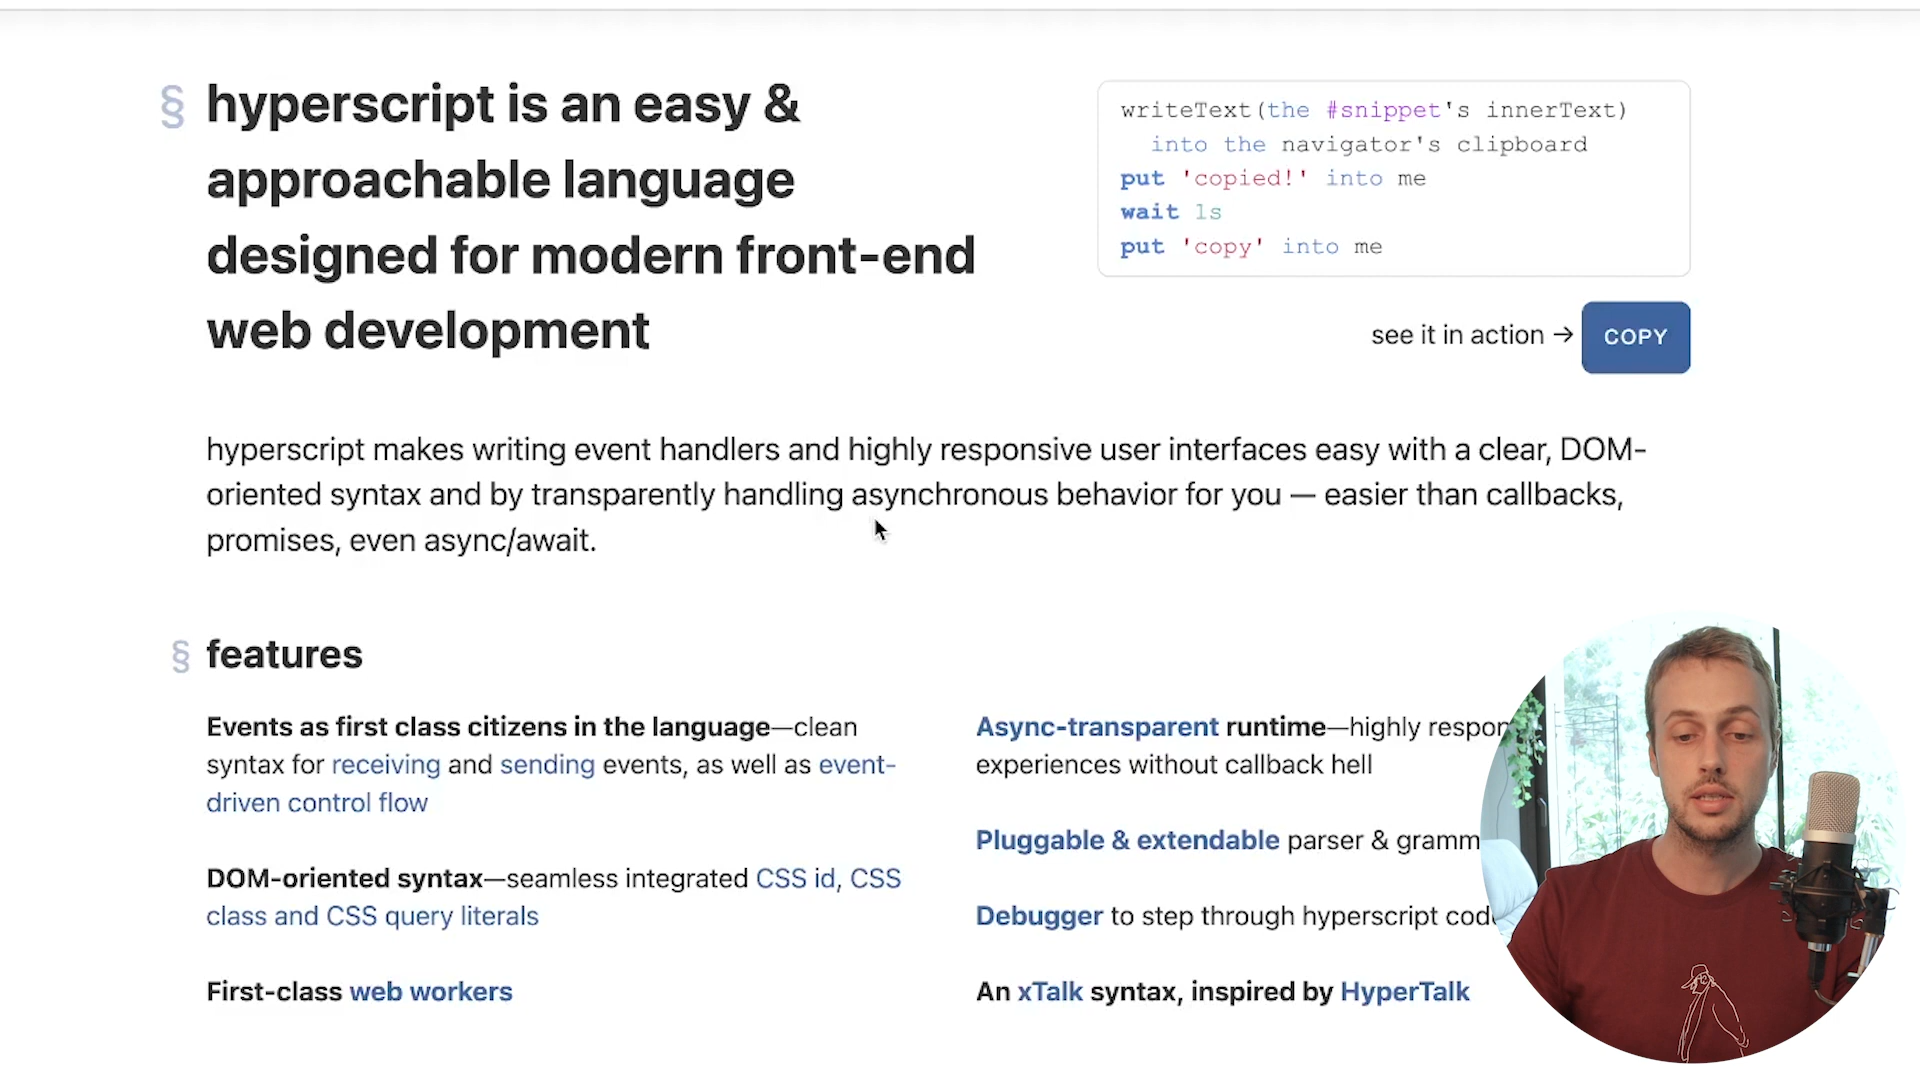 § hyperscript is an easy &
approachable language
designed for modern front-end
web development
writeText(the #snippet's innerText)
into the navigator's clipboard
put 'copied!' into me
wait 1s
put 'copy' into me
see it in action → COPY
hyperscript makes writing event handlers and highly responsive user interfaces easy with a clear, DOM-
oriented syntax and by transparently handling asynchronous behavior for you — easier than callbacks,
promises, even async/await.
§ features
Events as first class citizens in the language—clean
syntax for receiving and sending events, as well as event-
driven control flow
DOM-oriented syntax—seamless integrated CSS id, CSS
class and CSS query literals
First-class web workers
Async-transparent runtime—highly respon
experiences without callback hell
Pluggable & extendable parser & gramm
Debugger to step through hyperscript cod
An xTalk syntax, inspired by HyperTalk